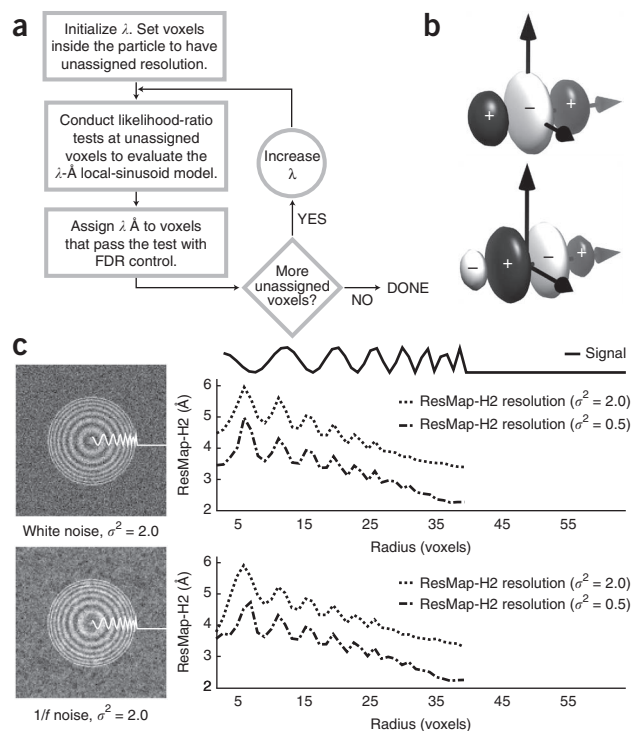 a
Initialize λ. Set voxels
inside the particle to have
unassigned resolution.
Conduct likelihood-ratio
tests at unassigned
voxels to evaluate the
λ-Å local-sinusoid model.
Assign λ Å to voxels
that pass the test with
FDR control.
Increase
λ
YES
More
unassigned
voxels?
NO
DONE
b
+
−
+
−
+
−
+
c
White noise, σ² = 2.0
Signal
ResMap-H2 (Å)
6
5
4
3
2
ResMap-H2 resolution (σ² = 2.0)
ResMap-H2 resolution (σ² = 0.5)
5 15 25 35 45 55
Radius (voxels)
1/f noise, σ² = 2.0
ResMap-H2 (Å)
6
5
4
3
2
ResMap-H2 resolution (σ² = 2.0)
ResMap-H2 resolution (σ² = 0.5)
5 15 25 35 45 55
Radius (voxels)